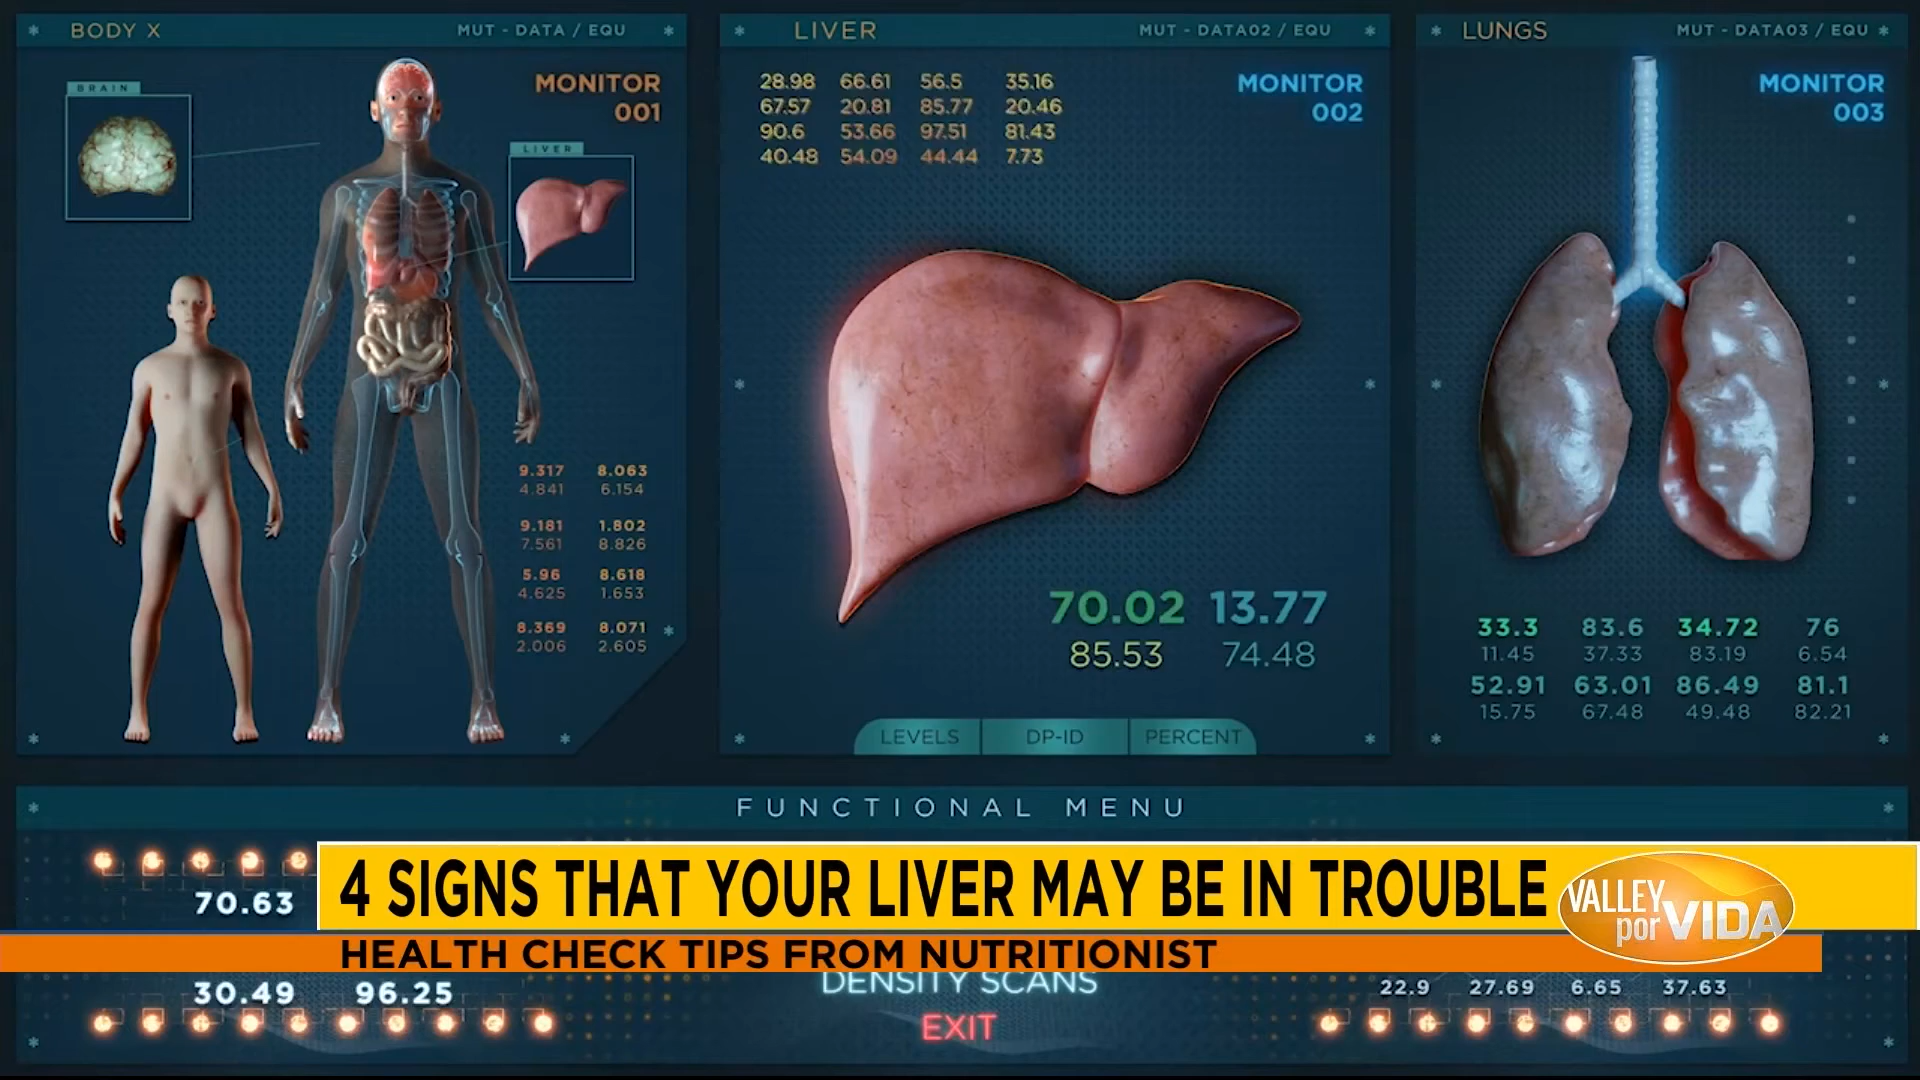 BODY X
MUT - DATA / EQU
BRAIN
MONITOR
001
LIVER
9.317 8.063
4.841 6.154
9.181 1.802
7.561 8.826
5.96 8.618
4.625 1.653
8.369 8.071
2.006 2.605
LIVER
MUT - DATA02 / EQU
28.98 66.61 56.5 35.16
67.57 20.81 85.77 20.46
90.6 53.66 97.51 81.43
40.48 54.09 44.44 7.73
MONITOR
002
70.02 13.77
85.53 74.48
LEVELS DP-ID PERCENT
LUNGS
MUT - DATA03 / EQU
MONITOR
003
33.3 83.6 34.72 76
11.45 37.33 83.19 6.54
52.91 63.01 86.49 81.1
15.75 67.48 49.48 82.21
FUNCTIONAL MENU
70.63
4 SIGNS THAT YOUR LIVER MAY BE IN TROUBLE
VALLEY
por VIDA
HEALTH CHECK TIPS FROM NUTRITIONIST
DENSITY SCANS
30.49 96.25
22.9 27.69 6.65 37.63
EXIT